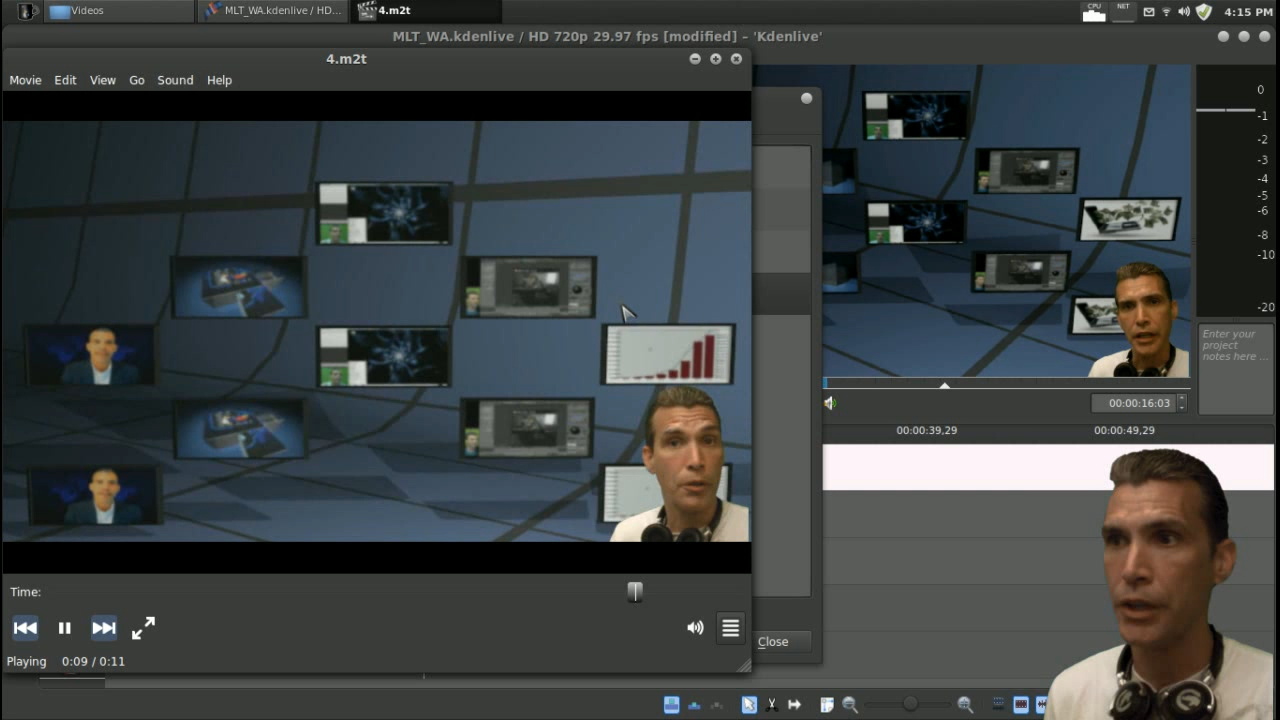 Videos
MLT_WA.kdenlive / HD...
4.m2t
CPU
NET
4:15 PM
MLT_WA.kdenlive / HD 720p 29.97 fps [modified] – 'Kdenlive'
4.m2t
Movie Edit View Go Sound Help
0
-1
-2
-3
-4
-5
-6
-8
-10
-20
Enter your
project
notes here ...
00:00:16:03
00:00:39,29
00:00:49,29
Time:
Close
Playing 0:09 / 0:11